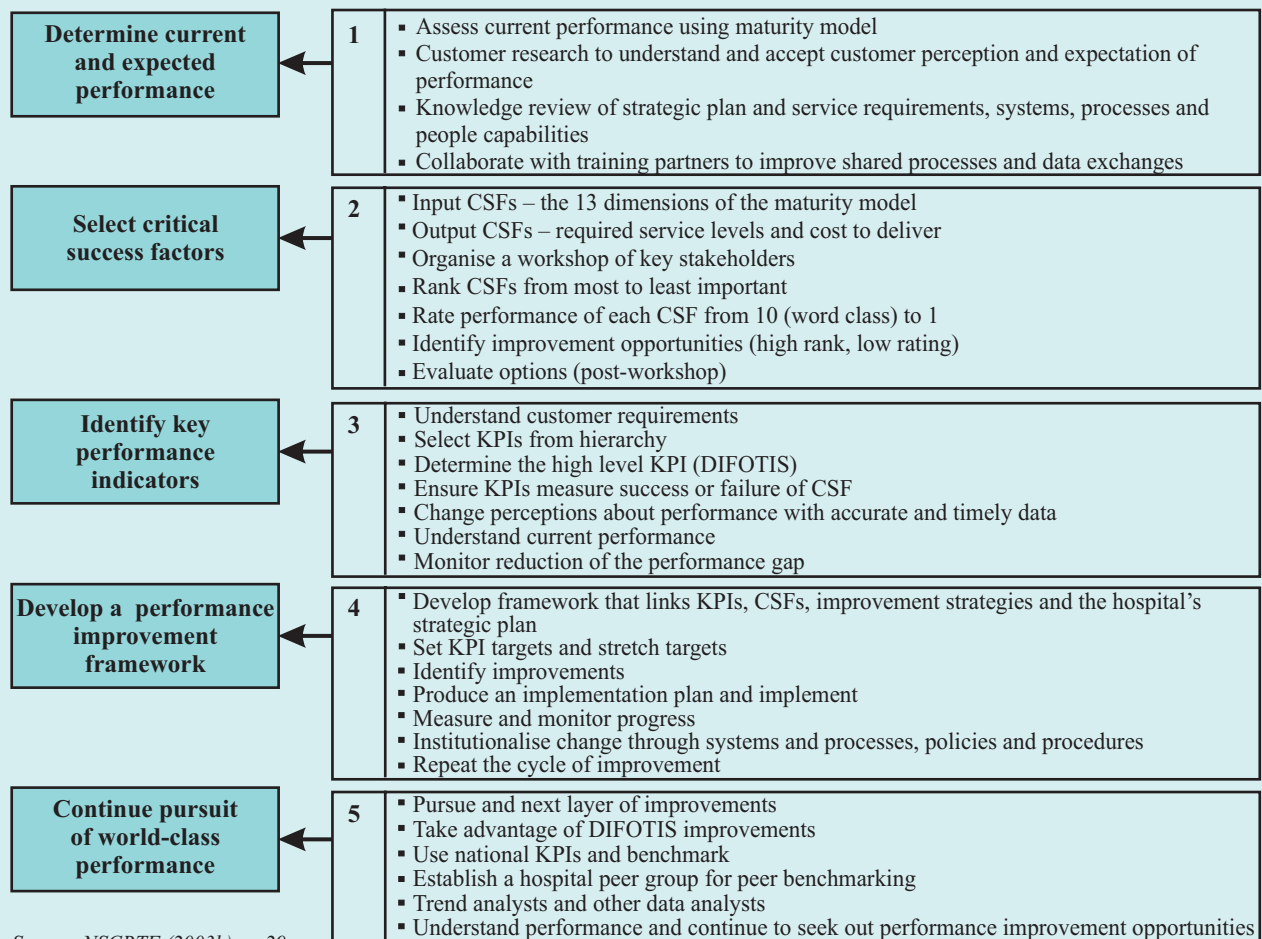 Determine current
and expected
performance
1
▪ Assess current performance using maturity model
▪ Customer research to understand and accept customer perception and expectation of
performance
▪ Knowledge review of strategic plan and service requirements, systems, processes and
people capabilities
▪ Collaborate with training partners to improve shared processes and data exchanges
Select critical
success factors
2
▪ Input CSFs – the 13 dimensions of the maturity model
▪ Output CSFs – required service levels and cost to deliver
▪ Organise a workshop of key stakeholders
▪ Rank CSFs from most to least important
▪ Rate performance of each CSF from 10 (word class) to 1
▪ Identify improvement opportunities (high rank, low rating)
▪ Evaluate options (post-workshop)
Identify key
performance
indicators
3
▪ Understand customer requirements
▪ Select KPIs from hierarchy
▪ Determine the high level KPI (DIFOTIS)
▪ Ensure KPIs measure success or failure of CSF
▪ Change perceptions about performance with accurate and timely data
▪ Understand current performance
▪ Monitor reduction of the performance gap
Develop a performance
improvement
framework
4
▪ Develop framework that links KPIs, CSFs, improvement strategies and the hospital's
strategic plan
▪ Set KPI targets and stretch targets
▪ Identify improvements
▪ Produce an implementation plan and implement
▪ Measure and monitor progress
▪ Institutionalise change through systems and processes, policies and procedures
▪ Repeat the cycle of improvement
Continue pursuit
of world-class
performance
5
▪ Pursue and next layer of improvements
▪ Take advantage of DIFOTIS improvements
▪ Use national KPIs and benchmark
▪ Establish a hospital peer group for peer benchmarking
▪ Trend analysts and other data analysts
▪ Understand performance and continue to seek out performance improvement opportunities